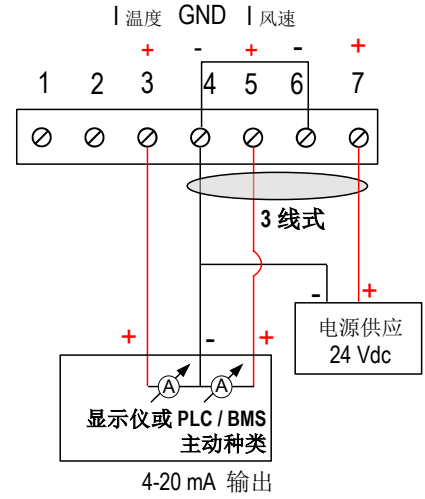 I 温度 GND I 风速
+ - + - +
1 2 3 4 5 6 7
3 线式
- +
电源供应
24 Vdc
+ - +
A A
显示仪或 PLC / BMS
主动种类
4-20 mA 输出